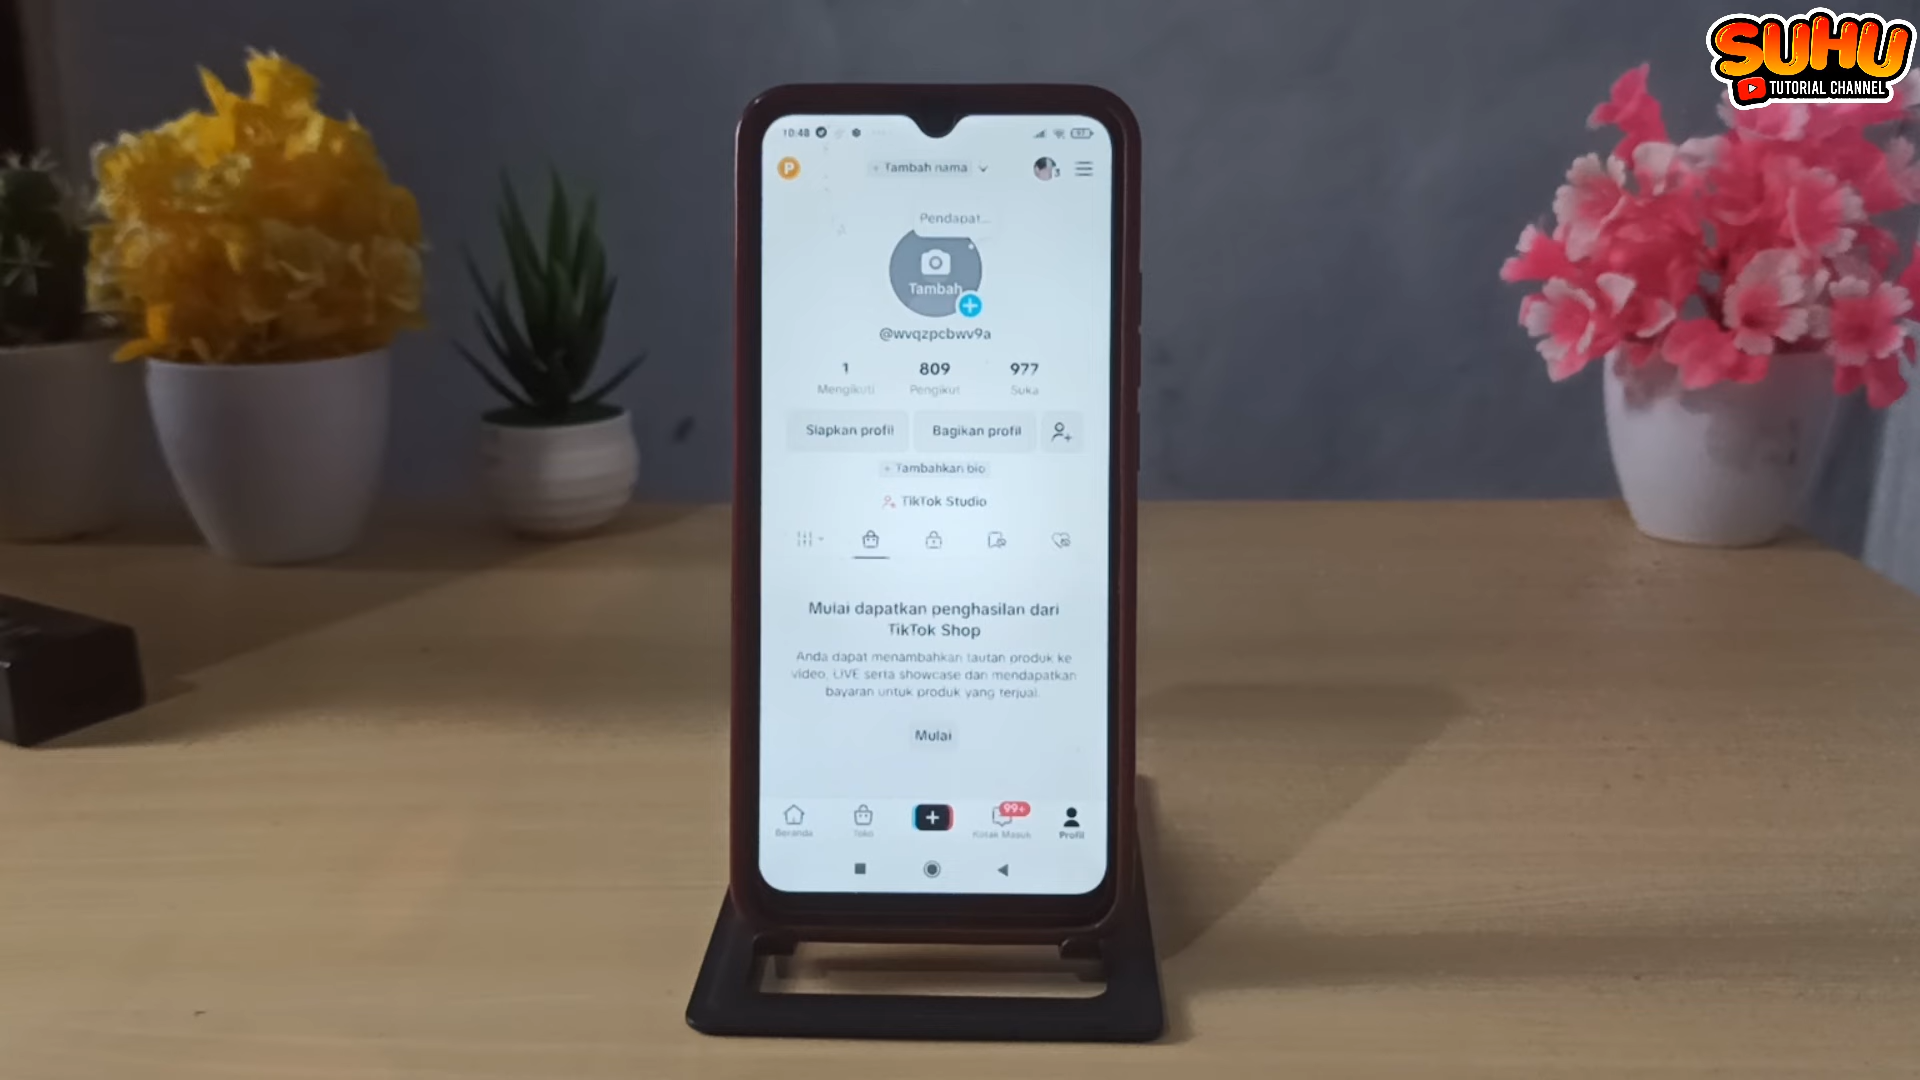 SUHU
TUTORIAL CHANNEL
10:48
P
+ Tambah nama
3
Pendapat...
Tambah
@wvqzpcbwv9a
1
809
977
Mengikuti
Pengikut
Suka
Siapkan profil
Bagikan profil
+ Tambahkan bio
TikTok Studio
Mulai dapatkan penghasilan dari
TikTok Shop
Anda dapat menambahkan lautan produk ke
video, LIVE serta showcase dan mendapatkan
bayaran untuk produk yang terjual.
Mulai
99+
Beranda
Toko
Kotak Masuk
Profil